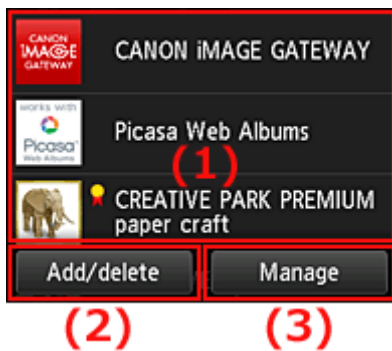 CANON
iMAGE
GATEWAY
CANON iMAGE GATEWAY
works with
Picasa
Web Albums
Picasa Web Albums
(1)
CREATIVE PARK PREMIUM
paper craft
Add/delete
Manage
(2)
(3)